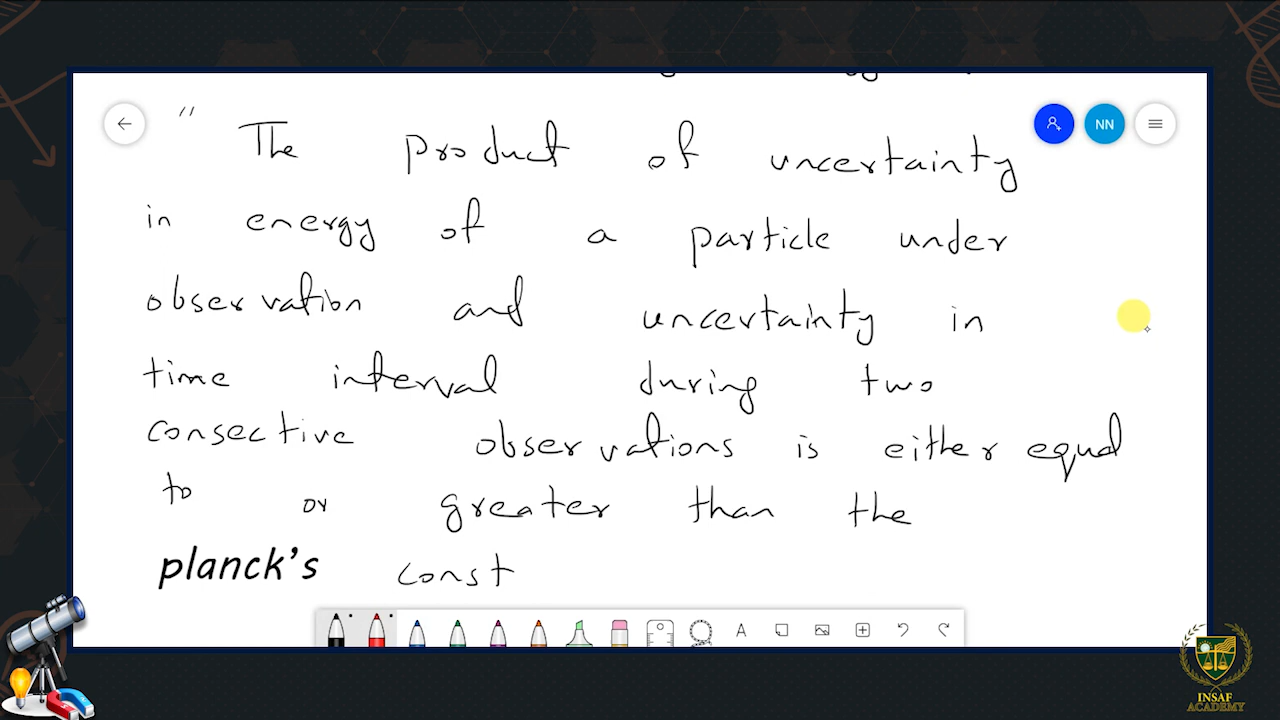 " The product of uncertainty
NN
in energy of a particle under
observation and uncertainty in
time interval during two
consective observations is either equal
to or greater than the
planck's const
A
INSAF
ACADEMY